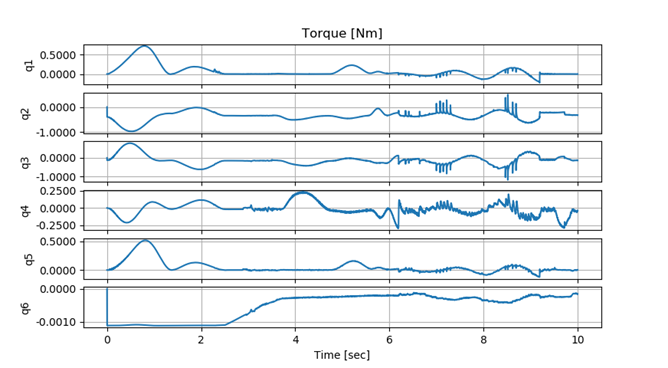 Torque [Nm]
q1
0.5000
0.0000
q2
0.0000
-1.0000
q3
0.0000
-1.0000
q4
0.2500
0.0000
-0.2500
q5
0.5000
0.0000
q6
0.0000
-0.0010
0 2 4 6 8 10
Time [sec]